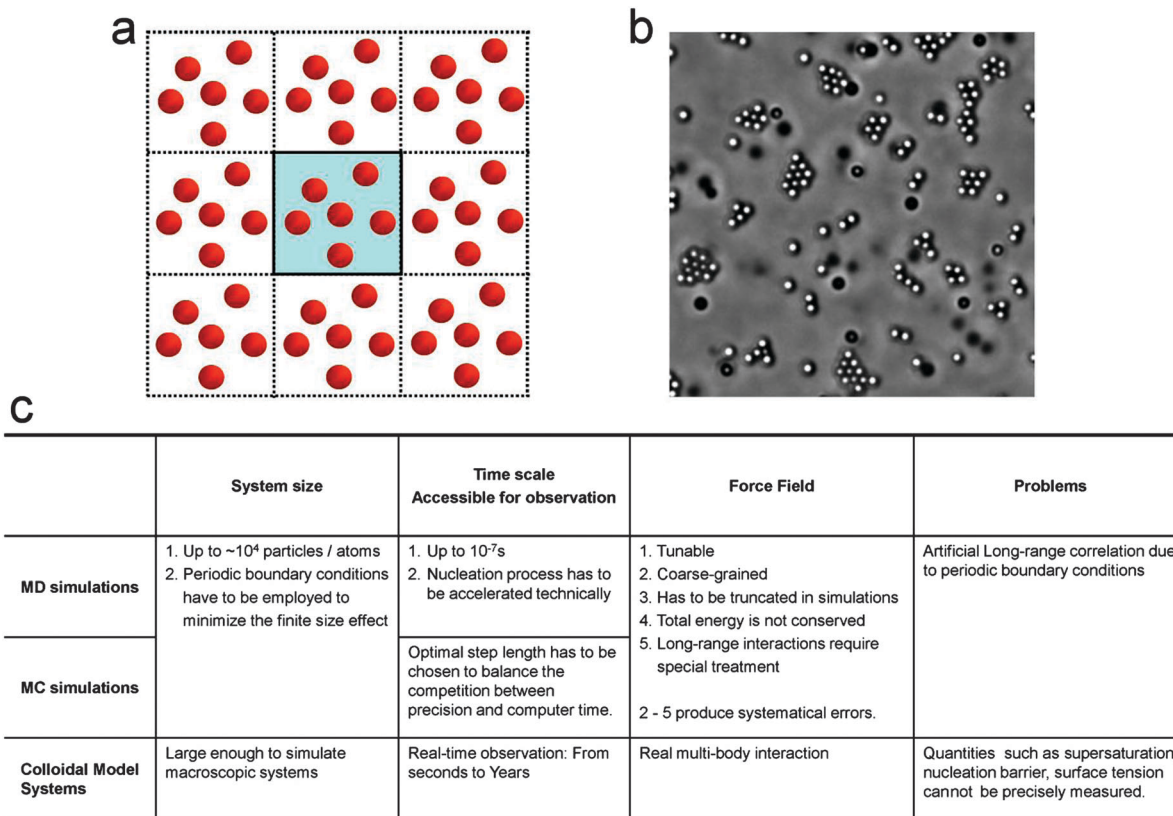 a
b
c
System size
Time scale
Accessible for observation
Force Field
Problems
MD simulations
1. Up to ~10⁴ particles / atoms
2. Periodic boundary conditions
have to be employed to
minimize the finite size effect
1. Up to 10⁻⁷s
2. Nucleation process has to
be accelerated technically
1. Tunable
2. Coarse-grained
3. Has to be truncated in simulations
4. Total energy is not conserved
5. Long-range interactions require
special treatment
2 - 5 produce systematical errors.
Artificial Long-range correlation due
to periodic boundary conditions
MC simulations
Optimal step length has to be
chosen to balance the
competition between
precision and computer time.
Colloidal Model
Systems
Large enough to simulate
macroscopic systems
Real-time observation: From
seconds to Years
Real multi-body interaction
Quantities such as supersaturation
nucleation barrier, surface tension
cannot be precisely measured.